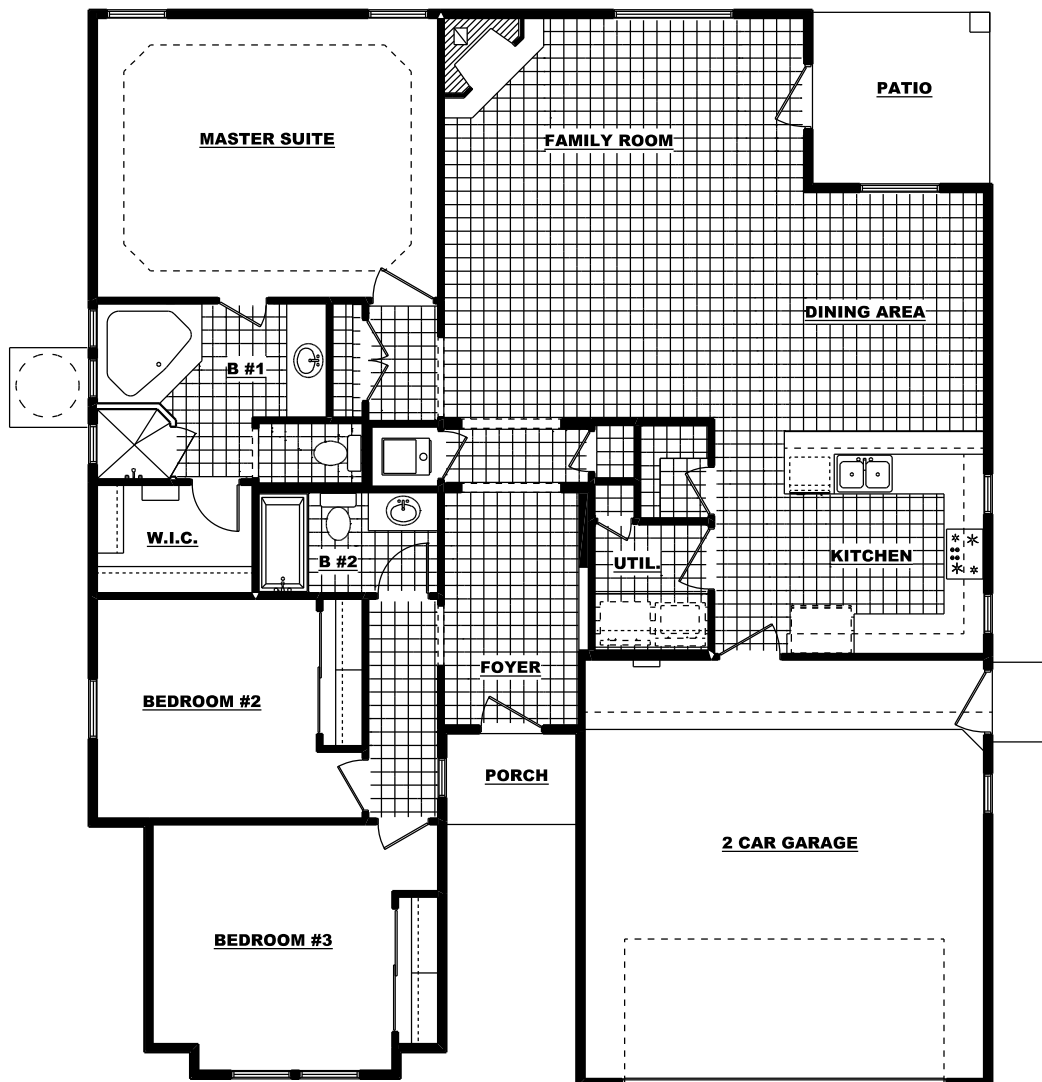 PATIO
MASTER SUITE
FAMILY ROOM
DINING AREA
B #1
W.I.C.
B #2
UTIL.
KITCHEN
FOYER
BEDROOM #2
PORCH
2 CAR GARAGE
BEDROOM #3